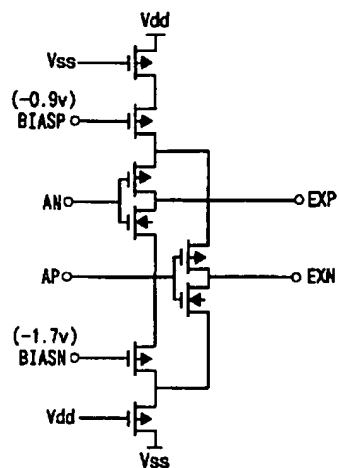 Vdd
Vss
(-0.9v)
BIASP
AN
EXP
AP
EXN
(-1.7v)
BIASN
Vdd
Vss